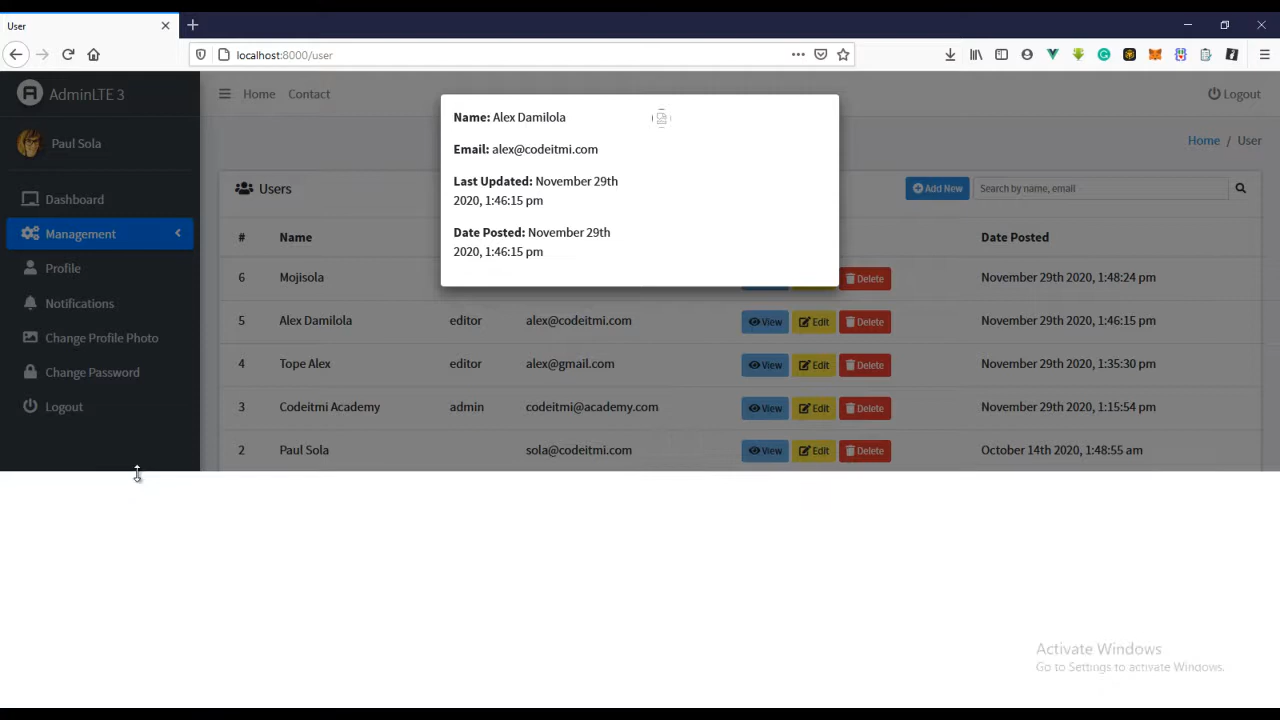 User
localhost:8000/user
AdminLTE 3
Home Contact
Logout
Paul Sola
Home / User
Dashboard
Management
Profile
Notifications
Change Profile Photo
Change Password
Logout
Name: Alex Damilola
Email: alex@codeitmi.com
Last Updated: November 29th
2020, 1:46:15 pm
Date Posted: November 29th
2020, 1:46:15 pm
Users
Add New Search by name, email
# Name Date Posted
6 Mojisola Delete November 29th 2020, 1:48:24 pm
5 Alex Damilola editor alex@codeitmi.com View Edit Delete November 29th 2020, 1:46:15 pm
4 Tope Alex editor alex@gmail.com View Edit Delete November 29th 2020, 1:35:30 pm
3 Codeitmi Academy admin codeitmi@academy.com View Edit Delete November 29th 2020, 1:15:54 pm
2 Paul Sola sola@codeitmi.com View Edit Delete October 14th 2020, 1:48:55 am
Activate Windows
Go to Settings to activate Windows.